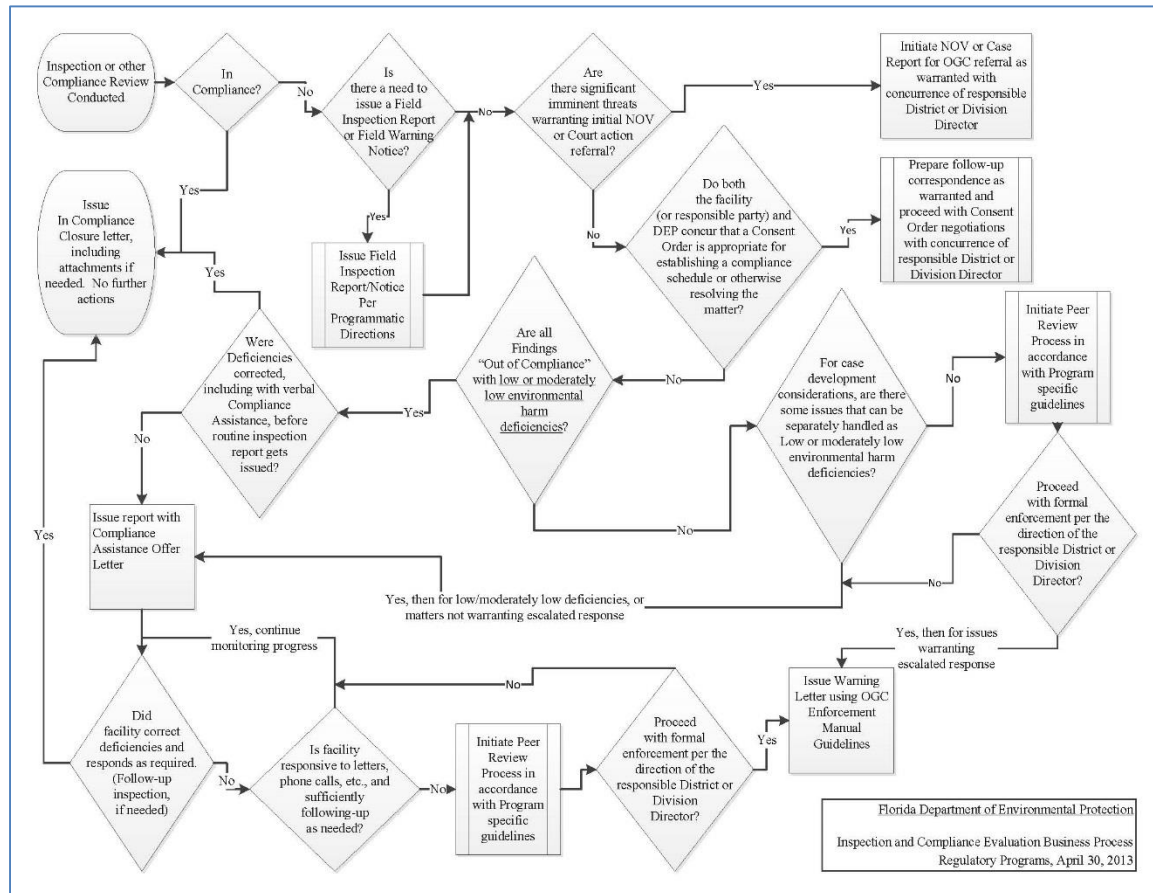 Inspection or other
Compliance Review
Conducted
In
Compliance?
No
Yes
Is
there a need to
issue a Field
Inspection Report
or Field Warning
Notice?
No
Yes
Issue Field
Inspection
Report/Notice
Per
Programmatic
Directions
Are
there significant
imminent threats
warranting initial NOV
or Court action
referral?
Yes
No
Initiate NOV or Case
Report for OGC referral as
warranted with
concurrence of responsible
District or Division
Director
Do both
the facility
(or responsible party) and
DEP concur that a Consent
Order is appropriate for
establishing a compliance
schedule or otherwise
resolving the
matter?
Yes
No
Prepare follow-up
correspondence as
warranted and
proceed with Consent
Order negotiations
with concurrence of
responsible District or
Division Director
Issue
In Compliance
Closure letter,
including
attachments if
needed. No further
actions
Yes
Were
Deficiencies
corrected,
including with verbal
Compliance
Assistance, before
routine inspection
report gets
issued?
Yes
No
Are all
Findings
“Out of Compliance”
with low or moderately
low environmental
harm
deficiencies?
No
For case
development
considerations, are there
some issues that can be
separately handled as
Low or moderately low
environmental harm
deficiencies?
No
Initiate Peer
Review
Process in
accordance
with Program
specific
guidelines
Proceed
with formal
enforcement per the
direction of the
responsible District or
Division
Director?
No
Yes, then for issues
warranting
escalated response
Issue report with
Compliance
Assistance Offer
Letter
Yes, then for low/moderately low deficiencies, or
matters not warranting escalated response
Yes
Yes, continue
monitoring progress
Did
facility correct
deficiencies and
responds as required.
(Follow-up
inspection,
if needed)
No
Is facility
responsive to letters,
phone calls, etc., and
sufficiently
following-up
as needed?
No
Initiate Peer
Review
Process in
accordance
with Program
specific
guidelines
No
Proceed
with formal
enforcement per the
direction of the
responsible District or
Division
Director?
Yes
Issue Warning
Letter using OGC
Enforcement
Manual
Guidelines
Florida Department of Environmental Protection
Inspection and Compliance Evaluation Business Process
Regulatory Programs, April 30, 2013